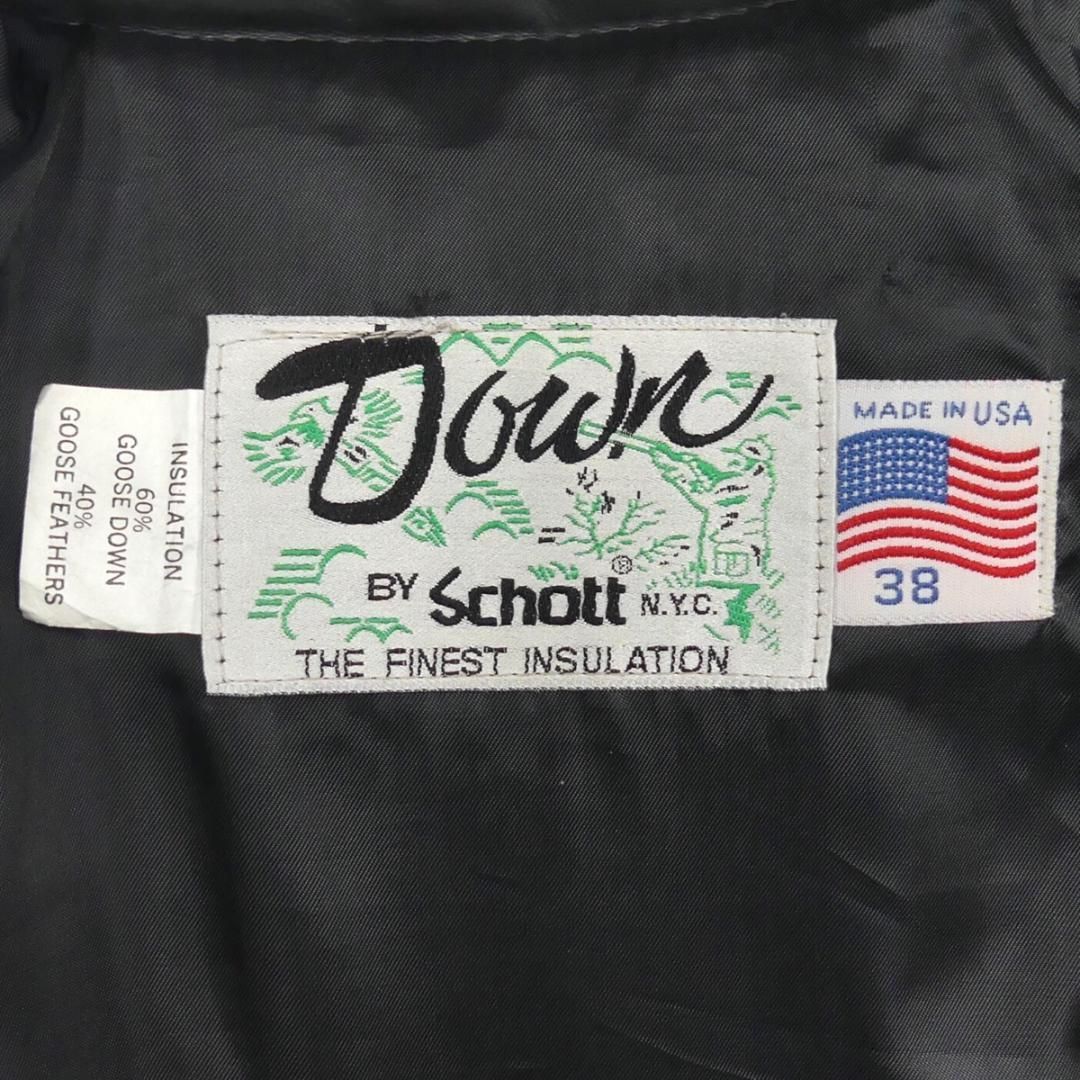 Down
BY Schott® N.Y.C.
THE FINEST INSULATION
INSULATION
60%
GOOSE DOWN
40%
GOOSE FEATHERS
MADE IN USA
38